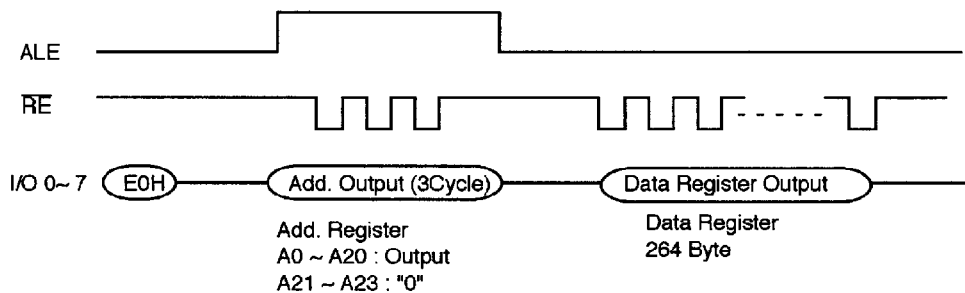 ALE
RE
I/O 0~ 7
E0H
Add. Output (3Cycle)
Data Register Output
Add. Register
A0 ~ A20 : Output
A21 ~ A23 : "0"
Data Register
264 Byte